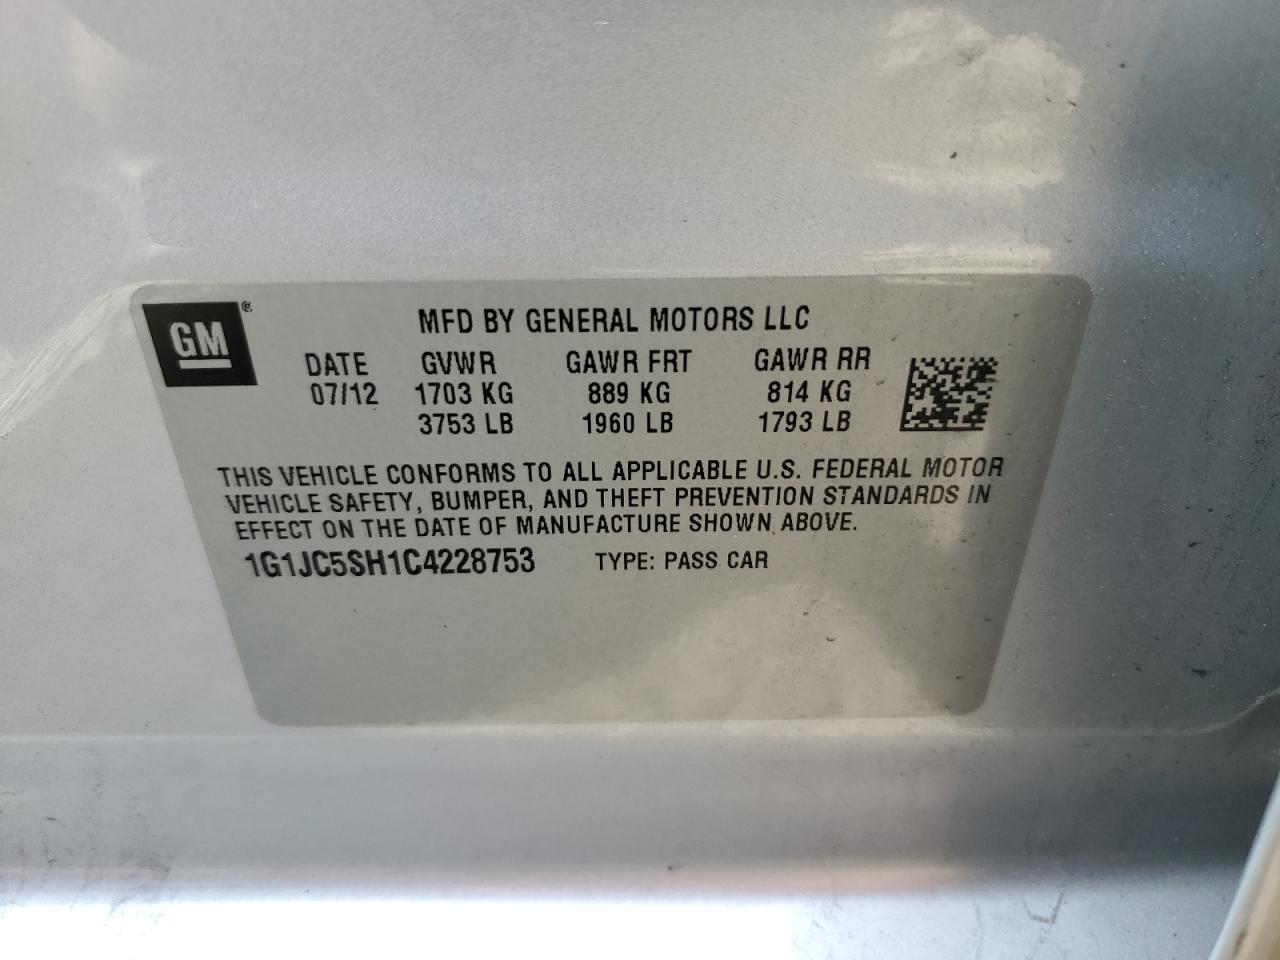 GM®
MFD BY GENERAL MOTORS LLC
DATE GVWR GAWR FRT GAWR RR
07/12 1703 KG 889 KG 814 KG
3753 LB 1960 LB 1793 LB
THIS VEHICLE CONFORMS TO ALL APPLICABLE U.S. FEDERAL MOTOR
VEHICLE SAFETY, BUMPER, AND THEFT PREVENTION STANDARDS IN
EFFECT ON THE DATE OF MANUFACTURE SHOWN ABOVE.
1G1JC5SH1C4228753 TYPE: PASS CAR